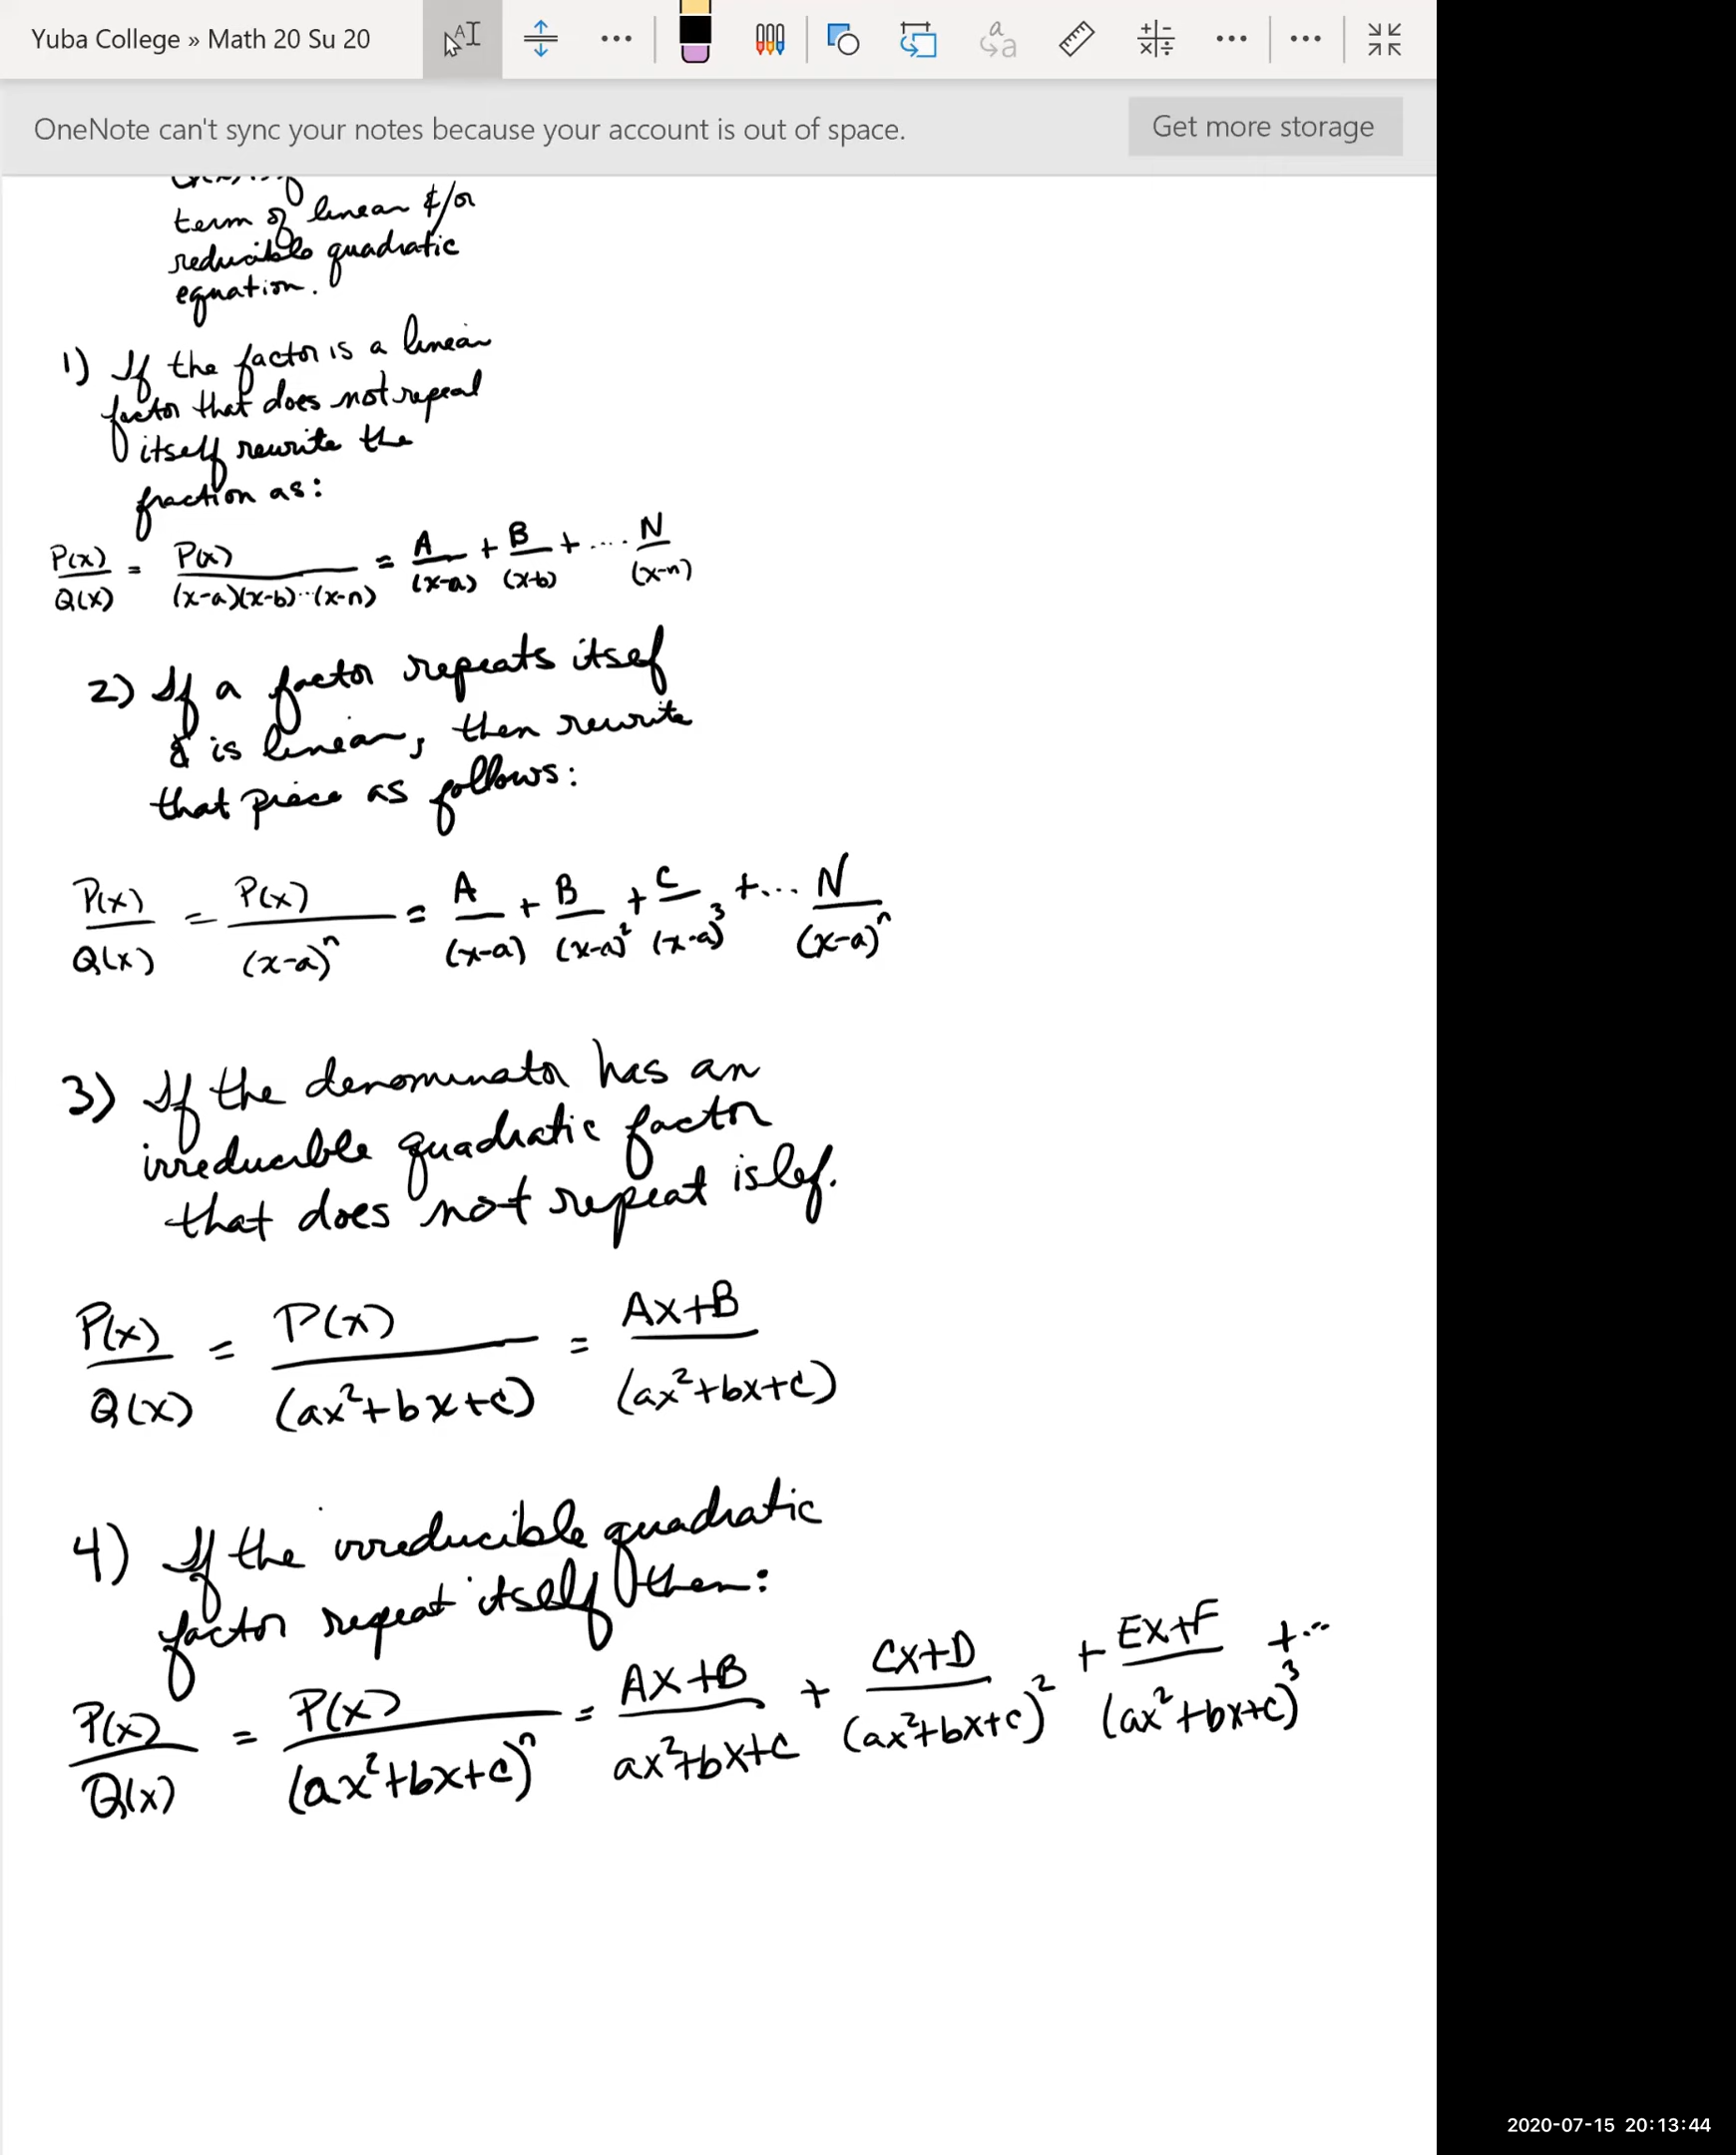 Yuba College » Math 20 Su 20
OneNote can't sync your notes because your account is out of space.
Get more storage
term of linear &/or
reducible quadratic
equation.
1) If the factor is a linear
factor that does not repeat
itself rewrite the
fraction as:
P(x)/Q(x) = P(x)/((x-a)(x-b)...(x-n)) = A/(x-a) + B/(x-b) + .... N/(x-n)
2) If a factor repeats itsef
& is linear, then rewrite
that piece as follows:
P(x)/Q(x) = P(x)/(x-a)^n = A/(x-a) + B/(x-a)^2 + C/(x-a)^3 + ... N/(x-a)^n
3) If the denominator has an
irreducible quadratic factor
that does not repeat islef.
P(x)/Q(x) = P(x)/(ax^2+bx+c) = Ax+B/(ax^2+bx+c)
4) If the irreducible quadratic
factor repeat itself then:
P(x)/Q(x) = P(x)/(ax^2+bx+c)^n = Ax+B/ax^2+bx+c + Cx+D/(ax^2+bx+c)^2 + Ex+F/(ax^2+bx+c)^3 + ...
2020-07-15 20:13:44